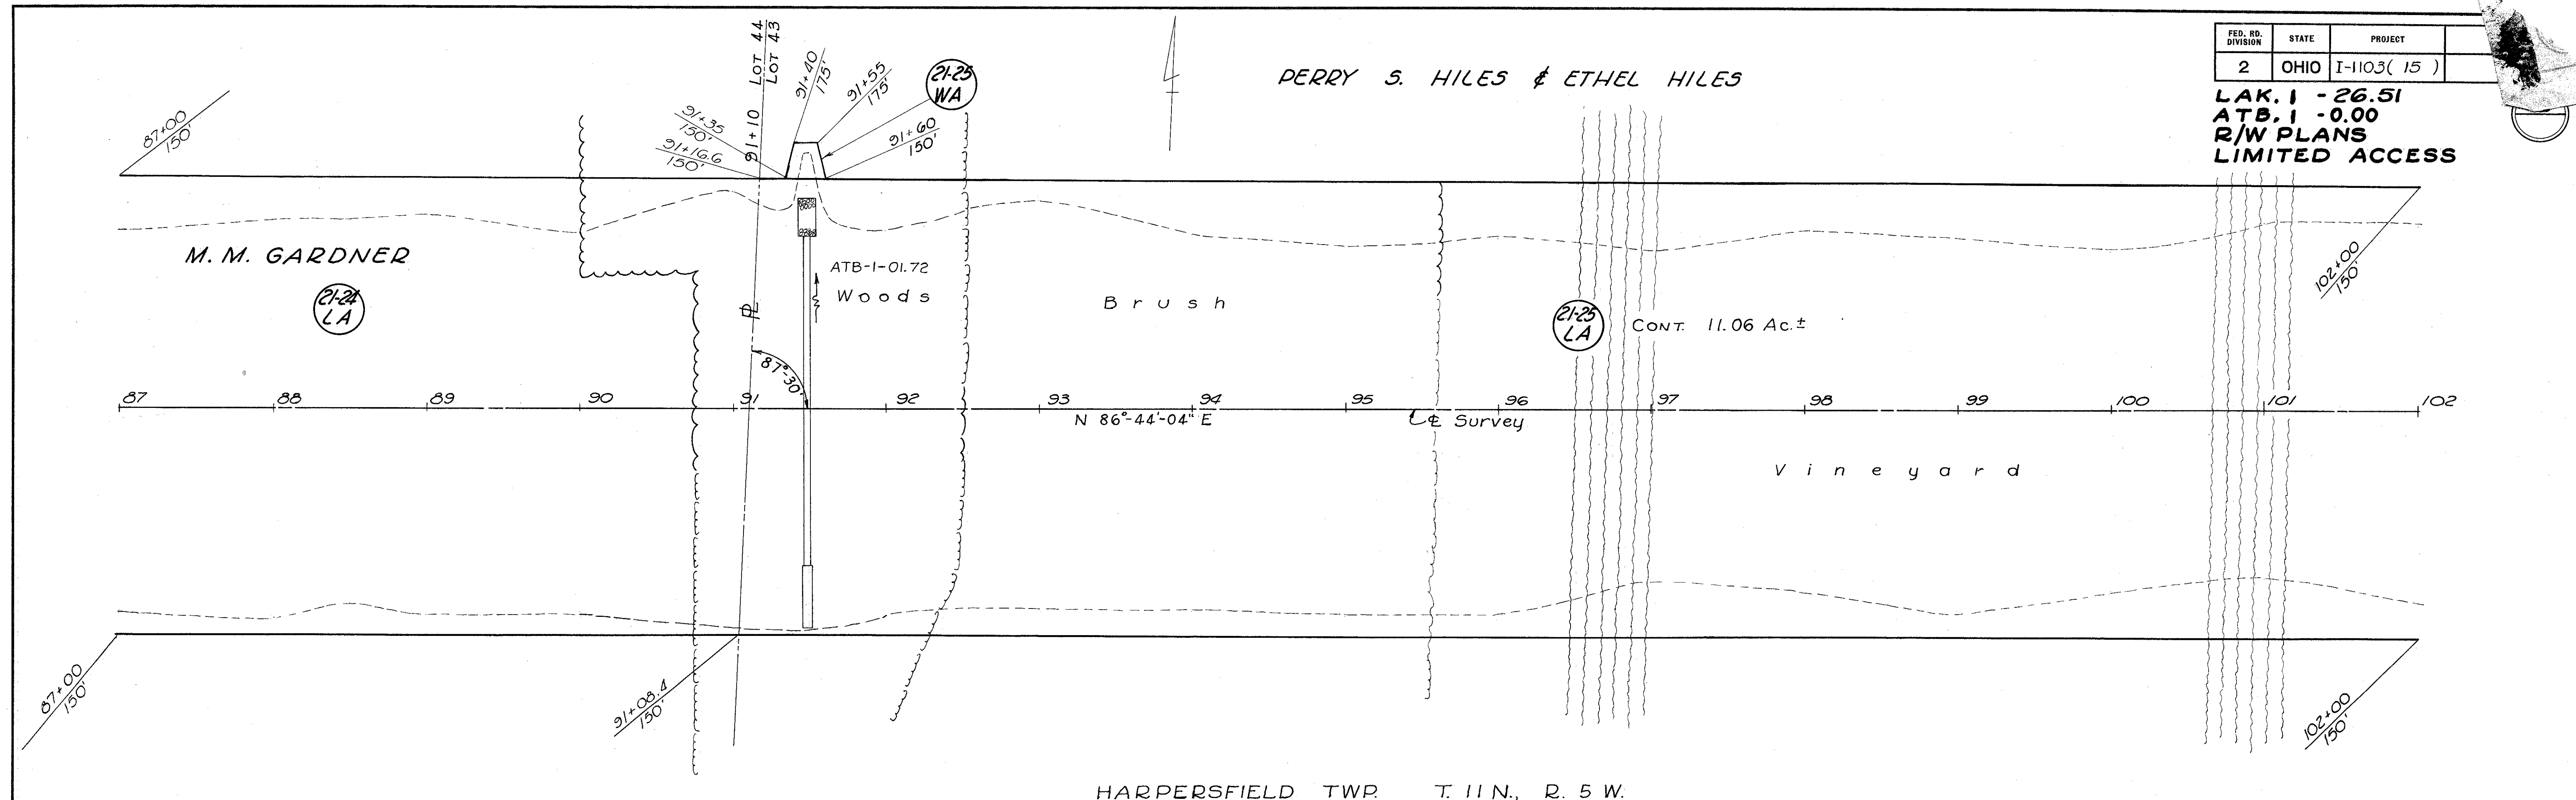 FED. RD. DIVISION STATE PROJECT
2 OHIO I-1103( 15 )
LAK. 1 - 26.51
ATB. 1 - 0.00
R/W PLANS
LIMITED ACCESS
PERRY S. HILES & ETHEL HILES
LOT 44
LOT 43
91+10
91+40
175'
91+55
175'
21-25
WA
87+00
150'
91+35
150'
91+16.6
150'
91+60
150'
M. M. GARDNER
21-24
LA
ATB-1-01.72
Woods
Brush
21-25
LA
CONT. 11.06 Ac.±
102+00
150'
PL
87°-30'
87 88 89 90 91 92 93 94 95 96 97 98 99 100 101 102
N 86°-44'-04" E
℄ Survey
Vineyard
87+00
150'
91+08.4
150'
102+00
150'
HARPERSFIELD TWP. T. 11 N., R. 5 W.